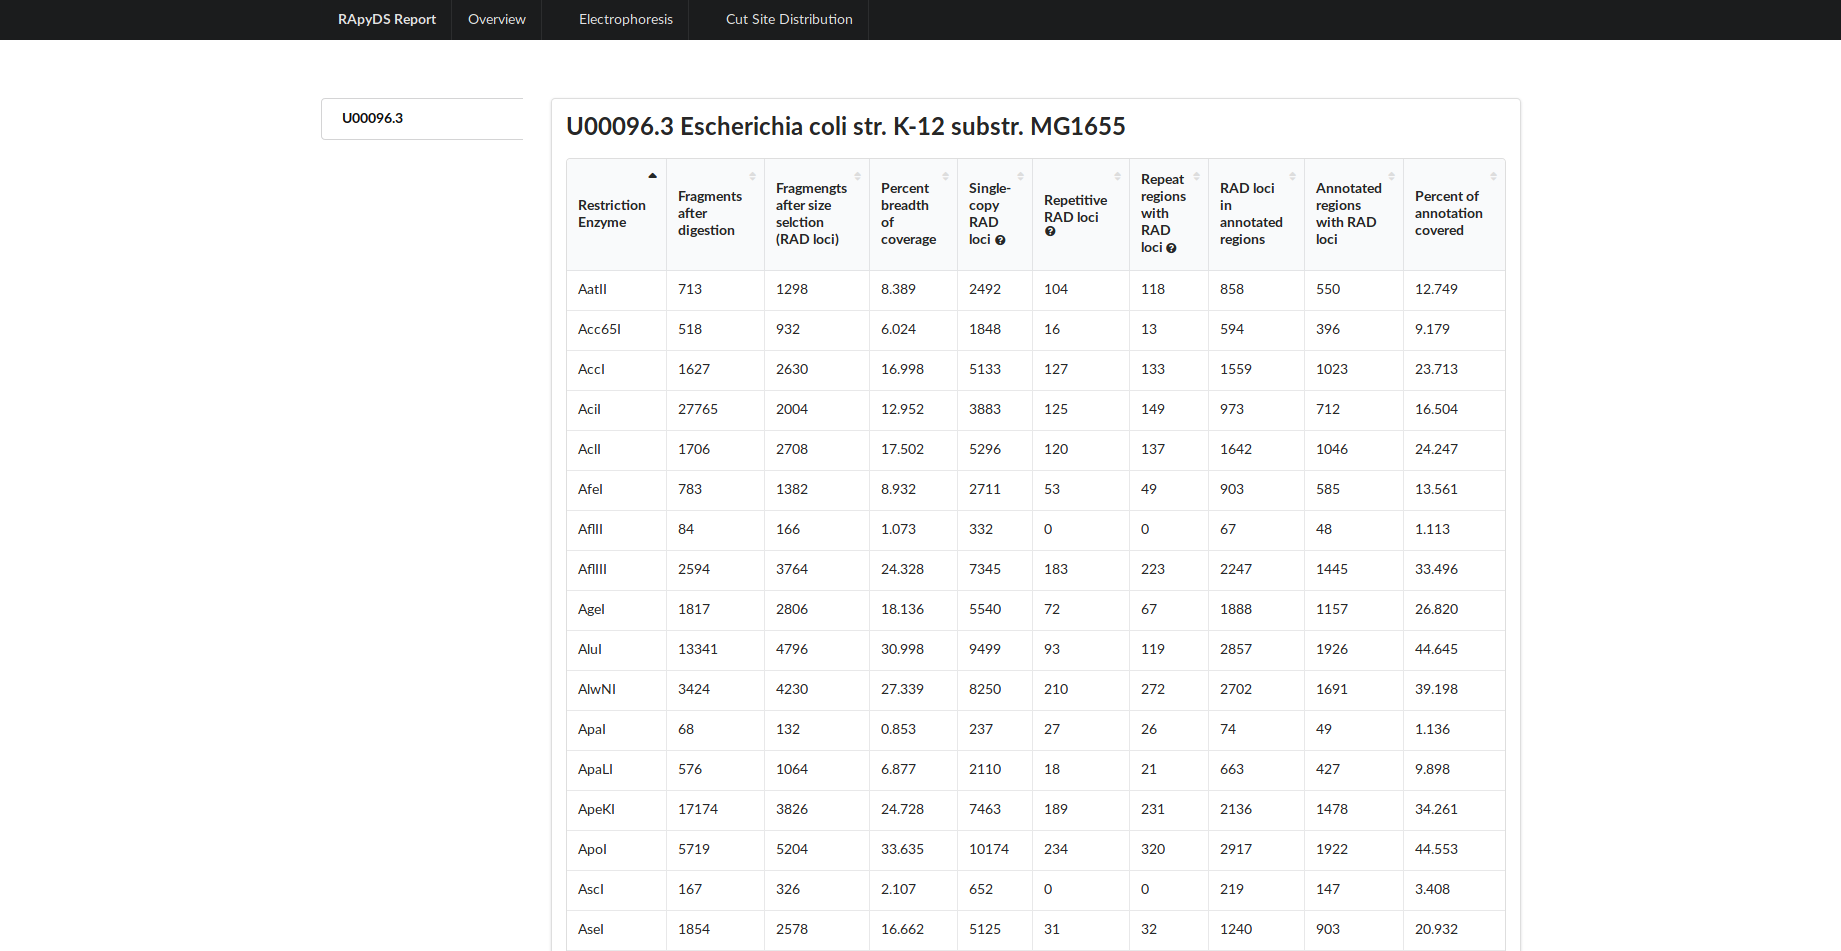 RApyDS Report Overview Electrophoresis Cut Site Distribution
U00096.3
U00096.3 Escherichia coli str. K-12 substr. MG1655
Restriction
Enzyme
Fragments
after
digestion
Fragmengts
after size
selction
(RAD loci)
Percent
breadth
of
coverage
Single-
copy
RAD
loci
Repetitive
RAD loci
Repeat
regions
with
RAD
loci
RAD loci
in
annotated
regions
Annotated
regions
with RAD
loci
Percent of
annotation
covered
AatII 713 1298 8.389 2492 104 118 858 550 12.749
Acc65I 518 932 6.024 1848 16 13 594 396 9.179
AccI 1627 2630 16.998 5133 127 133 1559 1023 23.713
AciI 27765 2004 12.952 3883 125 149 973 712 16.504
AclI 1706 2708 17.502 5296 120 137 1642 1046 24.247
AfeI 783 1382 8.932 2711 53 49 903 585 13.561
AflII 84 166 1.073 332 0 0 67 48 1.113
AflIII 2594 3764 24.328 7345 183 223 2247 1445 33.496
AgeI 1817 2806 18.136 5540 72 67 1888 1157 26.820
AluI 13341 4796 30.998 9499 93 119 2857 1926 44.645
AlwNI 3424 4230 27.339 8250 210 272 2702 1691 39.198
ApaI 68 132 0.853 237 27 26 74 49 1.136
ApaLI 576 1064 6.877 2110 18 21 663 427 9.898
ApeKI 17174 3826 24.728 7463 189 231 2136 1478 34.261
ApoI 5719 5204 33.635 10174 234 320 2917 1922 44.553
AscI 167 326 2.107 652 0 0 219 147 3.408
AseI 1854 2578 16.662 5125 31 32 1240 903 20.932